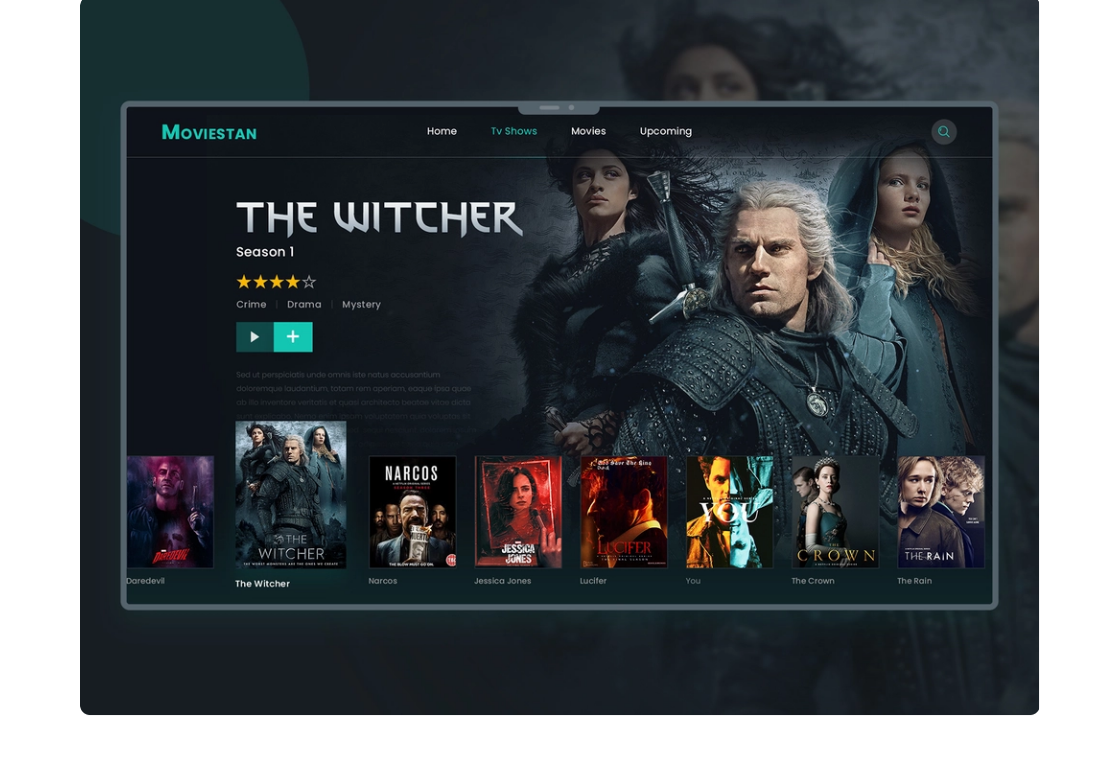 MOVIESTAN
Home Tv Shows Movies Upcoming
THE WITCHER
Season 1
Crime | Drama | Mystery
Sed ut perspiciatis unde omnis iste natus accusantium
doloremque laudantium, totam rem aperiam, eaque ipsa quae
ab illo inventore veritatis et quasi architecto beatae vitae dicta
DAREDEVIL
THE WITCHER
NARCOS
MARVEL
JESSICA JONES
LUCIFER
YOU
THE CROWN
THE RAIN
Daredevil
The Witcher
Narcos
Jessica Jones
Lucifer
You
The Crown
The Rain